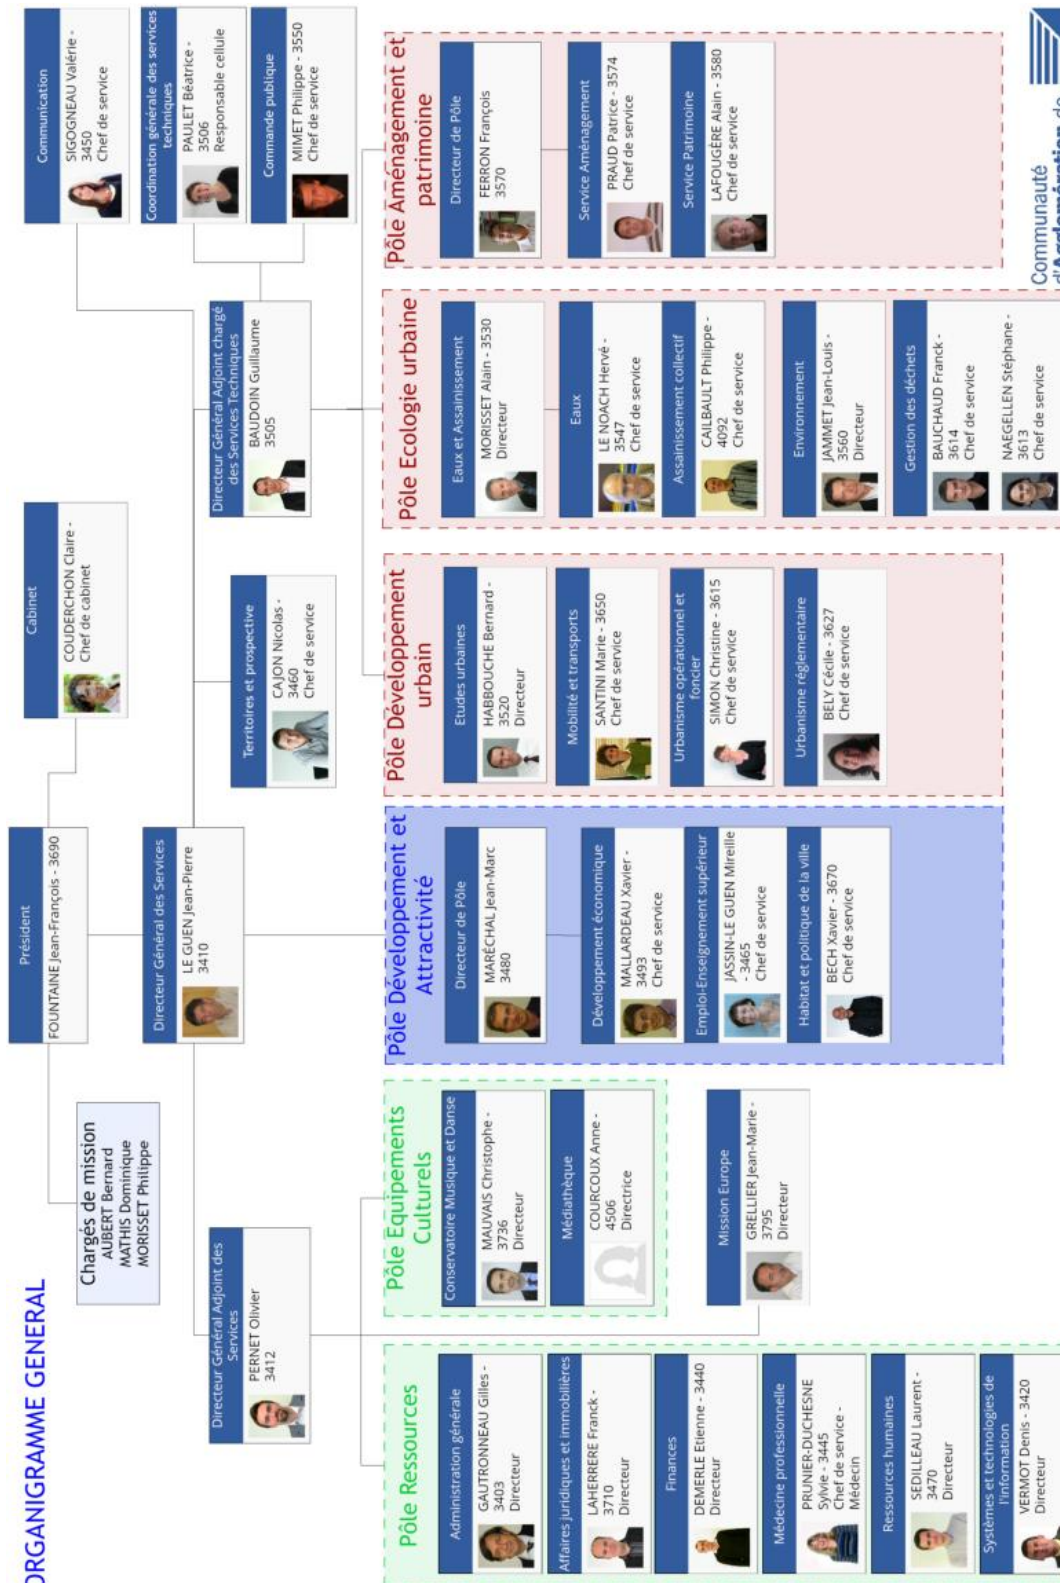 ORGANIGRAMME GENERAL
Président
FOUNTAINE Jean-François - 3690
Cabinet
COUDERCHON Claire -
Chef de cabinet
Chargés de mission
AUBERT Bernard
MATHIS Dominique
MORISSET Philippe
Directeur Général des Services
LE GUEN Jean-Pierre
3410
Communication
SIGOGNEAU Valérie -
3450
Chef de service
Coordination générale des services
techniques
PAULET Béatrice -
3506
Responsable cellule
Commande publique
MIMET Philippe - 3550
Chef de service
Directeur Général Adjoint des
Services
PERNET Olivier
3412
Territoires et prospective
CAJON Nicolas -
3460
Chef de service
Directeur Général Adjoint chargé
des Services Techniques
BAUDOIN Guillaume
3505
Pôle Ressources
Administration générale
GAUTRONNEAU Gilles -
3403
Directeur
Affaires juridiques et immobilières
LAHERRERE Franck -
3710
Directeur
Finances
DEMERLE Etienne - 3440
Directeur
Médecine professionnelle
PRUNIER-DUCHESNE
Sylvie - 3445
Chef de service -
Médecin
Ressources humaines
SEDILLEAU Laurent -
3470
Directeur
Systèmes et technologies de
l'information
VERMOT Denis - 3420
Directeur
Pôle Equipements
Culturels
Conservatoire Musique et Danse
MAUVAIS Christophe -
3736
Directeur
Médiathèque
COURCOUX Anne -
4506
Directrice
Mission Europe
GRELLIER Jean-Marie -
3795
Directeur
Pôle Développement et
Attractivité
Directeur de Pôle
MARÉCHAL Jean-Marc
3480
Développement économique
MALLARDEAU Xavier -
3493
Chef de service
Emploi-Enseignement supérieur
JASSIN-LE GUEN Mireille
- 3465
Chef de service
Habitat et politique de la ville
BECH Xavier - 3670
Chef de service
Pôle Développement
urbain
Etudes urbaines
HABBOUCHE Bernard -
3520
Directeur
Mobilité et transports
SANTINI Marie - 3650
Chef de service
Urbanisme opérationnel et
foncier
SIMON Christine - 3615
Chef de service
Urbanisme réglementaire
BELY Cécile - 3627
Chef de service
Pôle Ecologie urbaine
Eaux et Assainissement
MORISSET Alain - 3530
Directeur
Eaux
LE NOACH Hervé -
3547
Chef de service
Assainissement collectif
CAILBAULT Philippe -
4092
Chef de service
Environnement
JAMMET Jean-Louis -
3560
Directeur
Gestion des déchets
BAUCHAUD Franck -
3614
Chef de service
NAEGELLEN Stéphane -
3613
Chef de service
Pôle Aménagement et
patrimoine
Directeur de Pôle
FERRON François
3570
Service Aménagement
PRAUD Patrice - 3574
Chef de service
Service Patrimoine
LAFOUGÈRE Alain - 3580
Chef de service
Communauté
d'Agglomération de